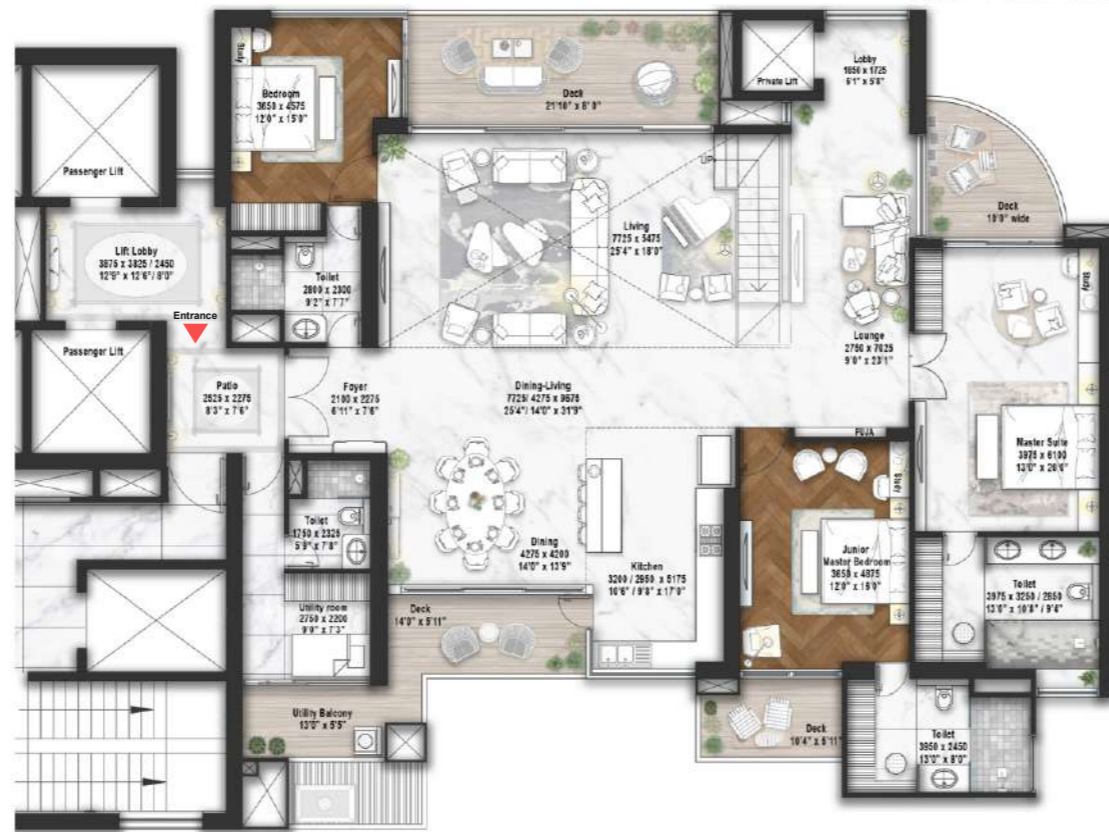 Study
Bedroom
3650 x 4575
12'0" x 15'0"
Deck
21'10" x 8'0"
Private Lift
Lobby
1850 x 1725
6'1" x 5'8"
Passenger Lift
UP
Deck
10'0" wide
Living
7725 x 5475
25'4" x 18'0"
Lift Lobby
3875 x 3825 / 2450
12'9" x 12'6"/ 8'0"
Toilet
2800 x 2300
9'2" x 7'7"
Study
Entrance
Passenger Lift
Lounge
2750 x 7025
9'0" x 23'1"
Patio
2525 x 2275
8'3" x 7'6"
Foyer
2100 x 2275
6'11" x 7'6"
Dining-Living
7725/ 4275 x 9675
25'4"/ 14'0" x 31'9"
PUJA
Master Suite
3975 x 6100
13'0" x 20'0"
Study
Toilet
1750 x 2325
5'9" x 7'8"
Dining
4275 x 4200
14'0" x 13'9"
Kitchen
3200 / 2950 x 5175
10'6" / 9'8" x 17'0"
Junior
Master Bedroom
3650 x 4875
12'0" x 16'0"
Toilet
3975 x 3250 / 2850
13'0" x 10'8" / 9'4"
Utility room
2750 x 2200
9'0" x 7'3"
Deck
14'0" x 5'11"
Utility Balcony
13'0" x 5'5"
Deck
10'4" x 5'11"
Toilet
3950 x 2450
13'0" x 8'0"